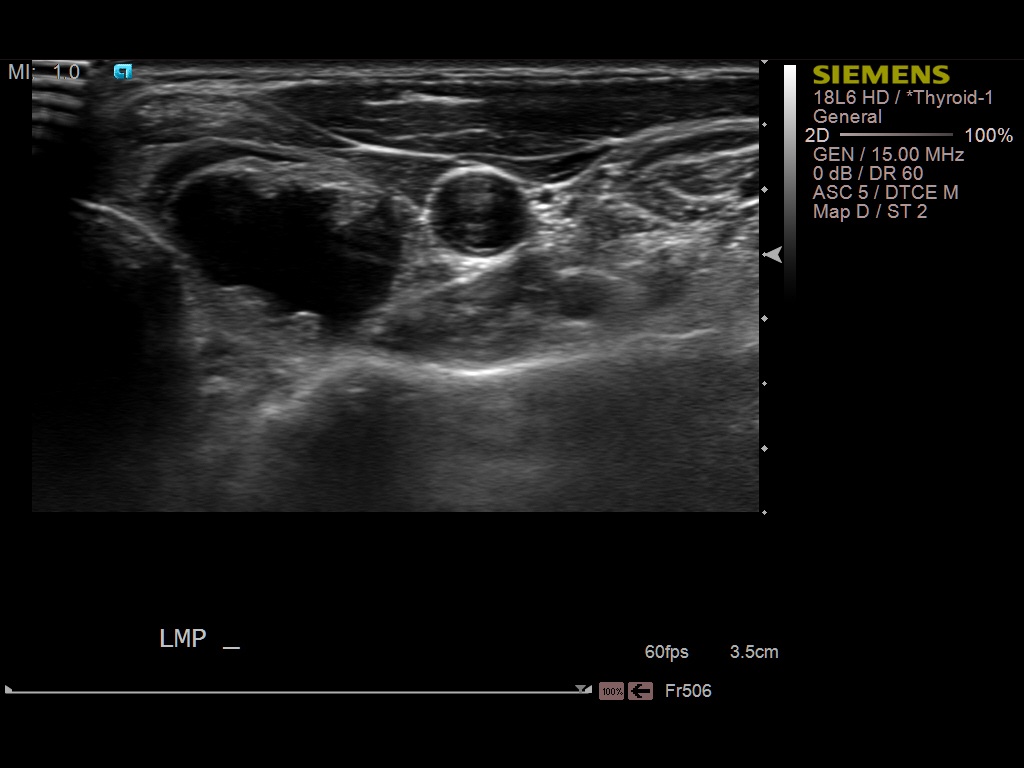 MI: 1.0
SIEMENS
18L6 HD / *Thyroid-1
General
2D 100%
GEN / 15.00 MHz
0 dB / DR 60
ASC 5 / DTCE M
Map D / ST 2
LMP _
60fps 3.5cm
100% Fr506